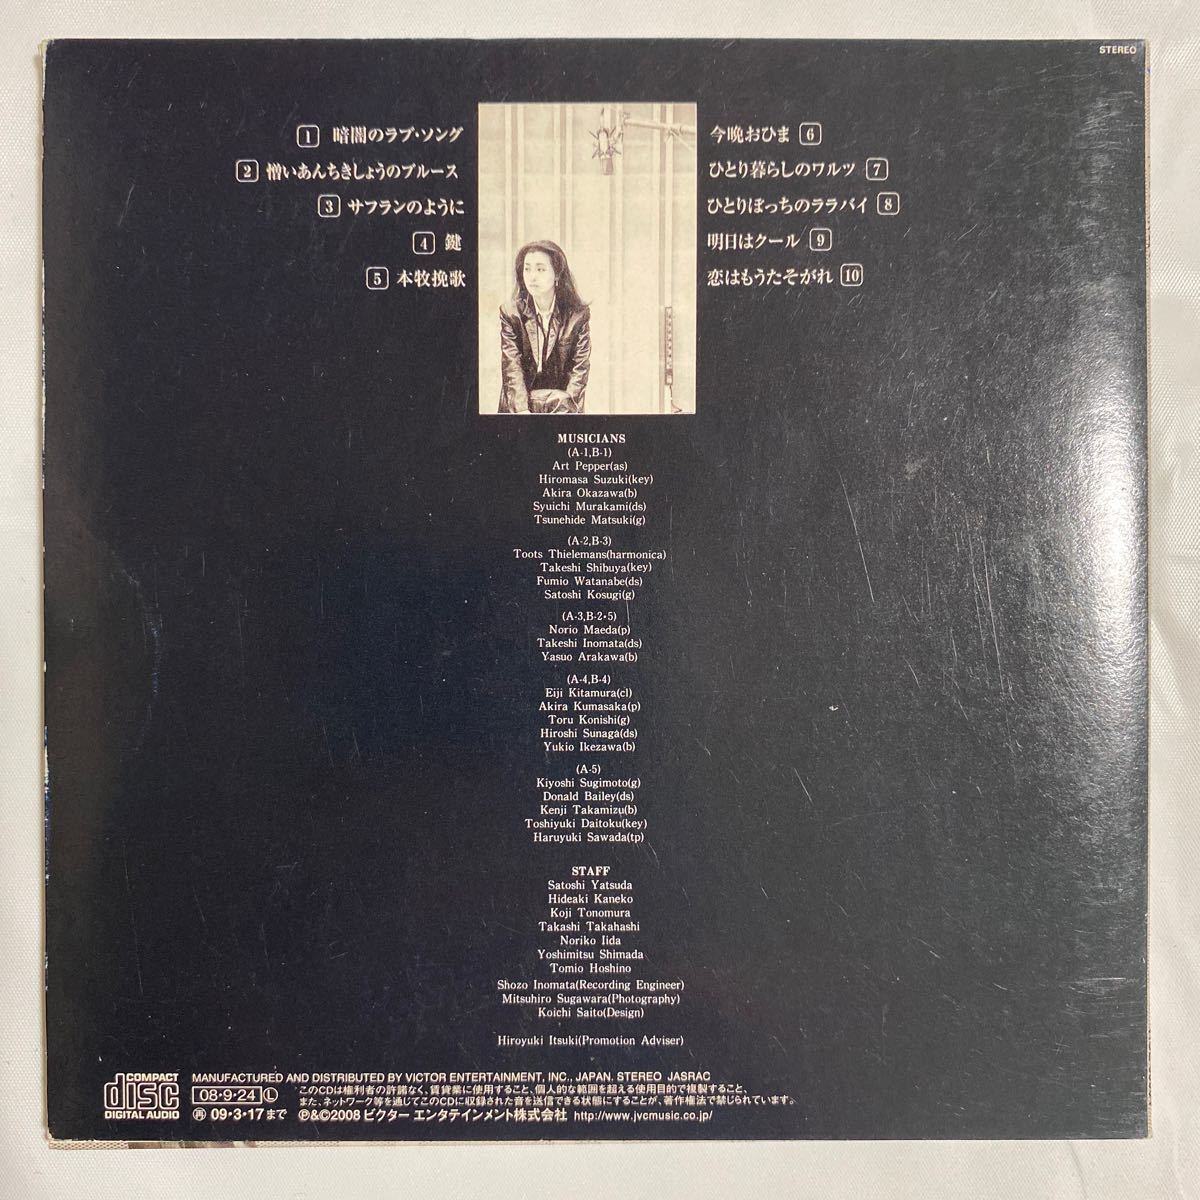 STEREO
1 暗闇のラブ・ソング
2 憎いあんちきしょうのブルース
3 サフランのように
4 鍵
5 本牧挽歌
今晩おひま 6
ひとり暮らしのワルツ 7
ひとりぼっちのララバイ 8
明日はクール 9
恋はもうたそがれ 10
MUSICIANS
(A-1,B-1)
Art Pepper(as)
Hiromasa Suzuki(key)
Akira Okazawa(b)
Syuichi Murakami(ds)
Tsunehide Matsuki(g)
(A-2,B-3)
Toots Thielemans(harmonica)
Takeshi Shibuya(key)
Fumio Watanabe(ds)
Satoshi Kosugi(g)
(A-3,B-2・5)
Norio Maeda(p)
Takeshi Inomata(ds)
Yasuo Arakawa(b)
(A-4,B-4)
Eiji Kitamura(cl)
Akira Kumasaka(p)
Toru Konishi(g)
Hiroshi Sunaga(ds)
Yukio Ikezawa(b)
(A-5)
Kiyoshi Sugimoto(g)
Donald Bailey(ds)
Kenji Takamizu(b)
Toshiyuki Daitoku(key)
Haruyuki Sawada(tp)
STAFF
Satoshi Yatsuda
Hideaki Kaneko
Koji Tonomura
Takashi Takahashi
Noriko Iida
Yoshimitsu Shimada
Tomio Hoshino
Shozo Inomata(Recording Engineer)
Mitsuhiro Sugawara(Photography)
Koichi Saito(Design)
Hiroyuki Itsuki(Promotion Adviser)
COMPACT
disc
DIGITAL AUDIO
MANUFACTURED AND DISTRIBUTED BY VICTOR ENTERTAINMENT, INC., JAPAN. STEREO JASRAC
08・9・24 Ⓛ このCDは権利者の許諾なく、賃貸業に使用すること、個人的な範囲を超える使用目的で複製すること、
また、ネットワーク等を通じてこのCDに収録された音を送信できる状態にすることが、著作権法で禁じられています。
再 09・3・17まで Ⓟ&©2008 ビクター エンタテインメント株式会社 http://www.jvcmusic.co.jp/